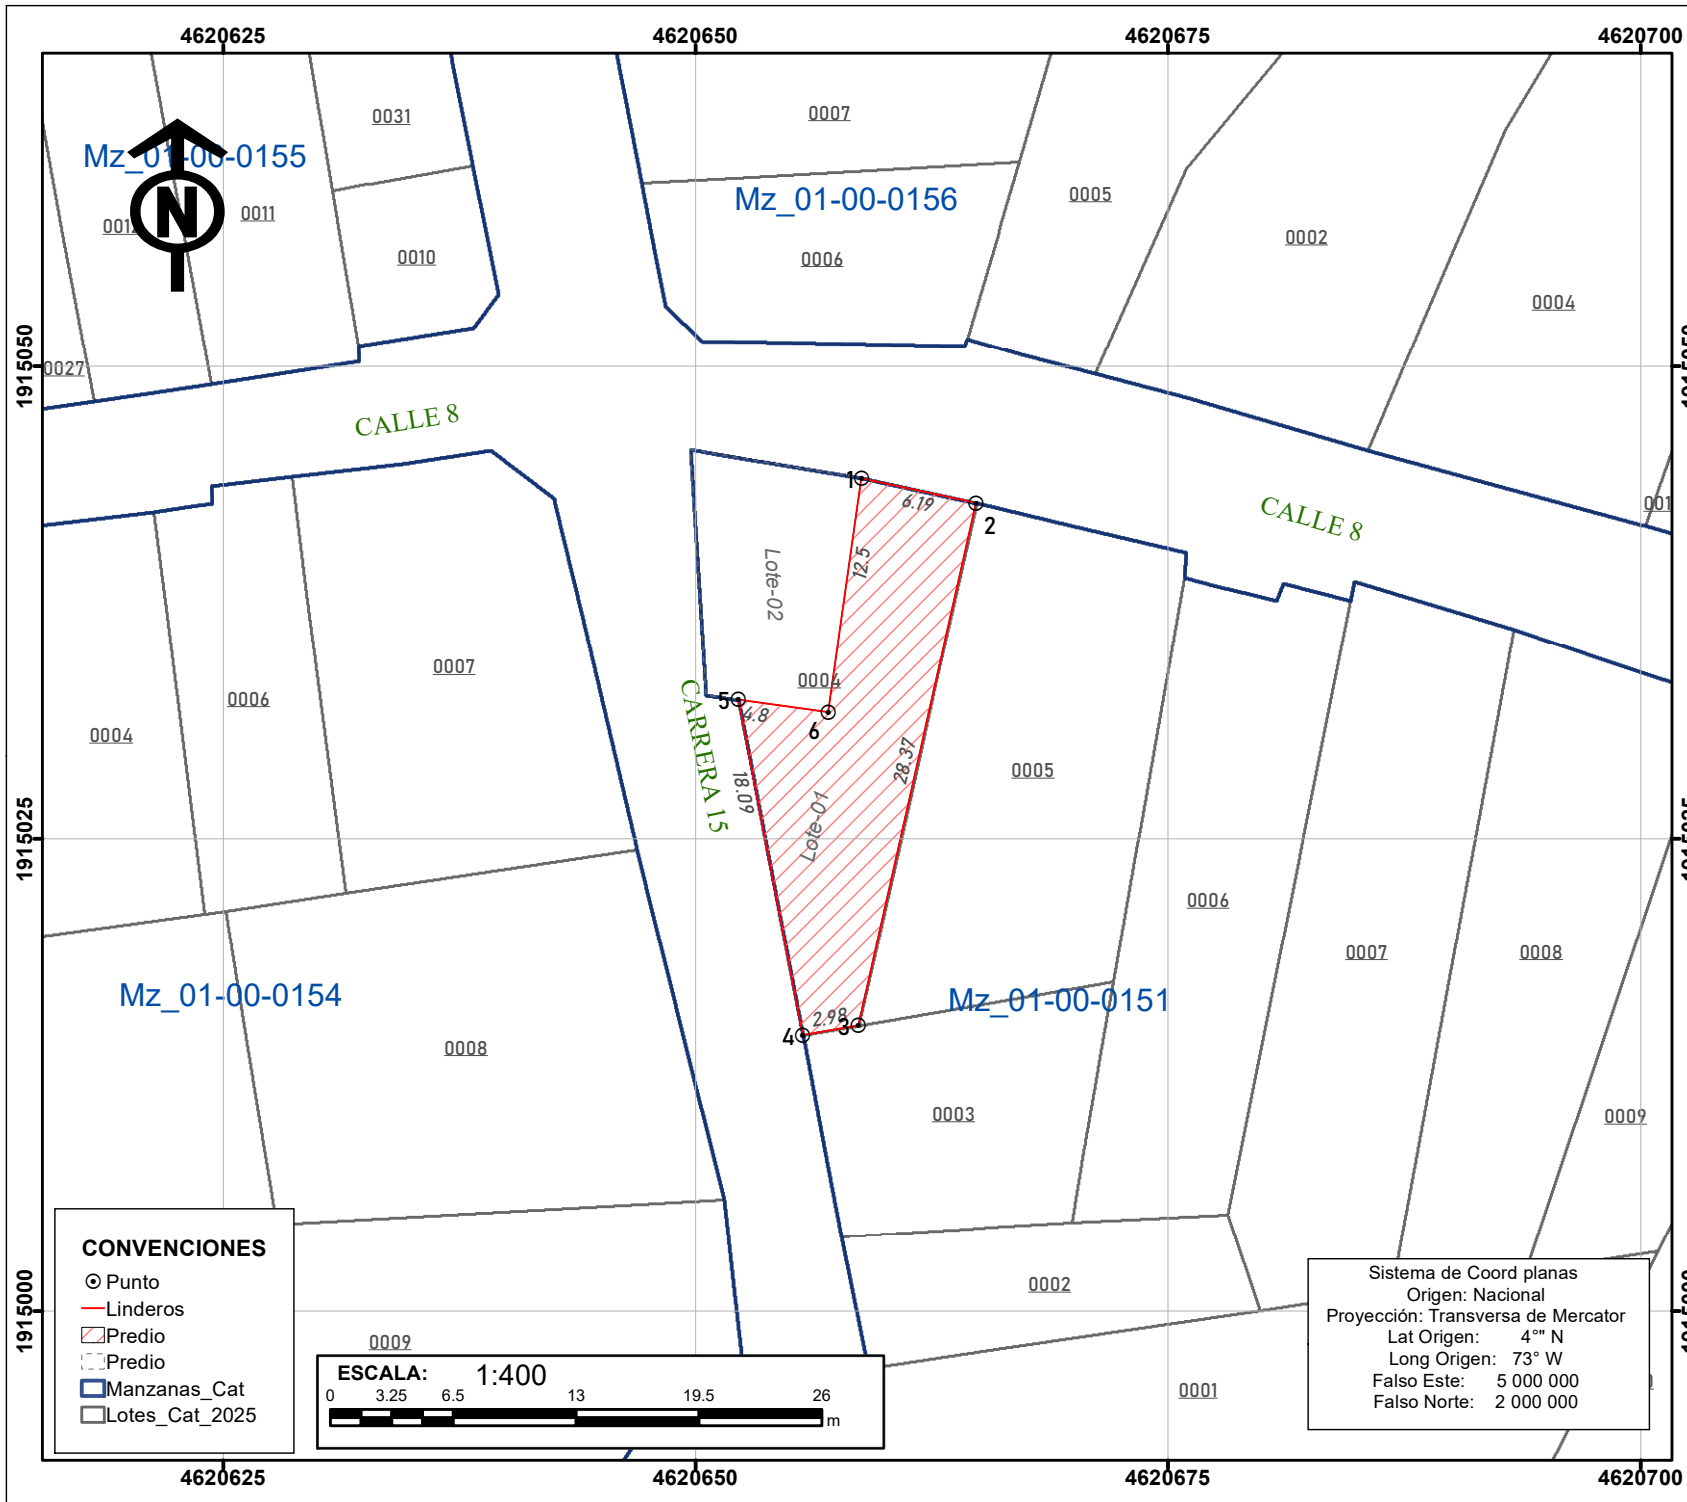 4620625
4620650
4620675
4620700
0031
0007
Mz_01-00-0155
Mz_01-00-0156
0005
0011
0002
0010
0006
0004
N
1915050
0027
CALLE 8
1
6.19
2
CALLE 8
12.5
Lote-02
0007
0006
0004
0004
5
4.8
6
CARRERA 15
18.09
28.37
0005
Lote-01
1915025
0006
0007
0008
Mz_01-00-0154
Mz_01-00-0151
2.98
3
4
0008
0003
0009
0002
1915000
0009
0001
CONVENCIONES
Punto
Linderos
Predio
Predio
Manzanas_Cat
Lotes_Cat_2025
ESCALA: 1:400
0 3.25 6.5 13 19.5 26
m
Sistema de Coord planas
Origen: Nacional
Proyección: Transversa de Mercator
Lat Origen: 4°'" N
Long Origen: 73° W
Falso Este: 5 000 000
Falso Norte: 2 000 000
4620625
4620650
4620675
4620700